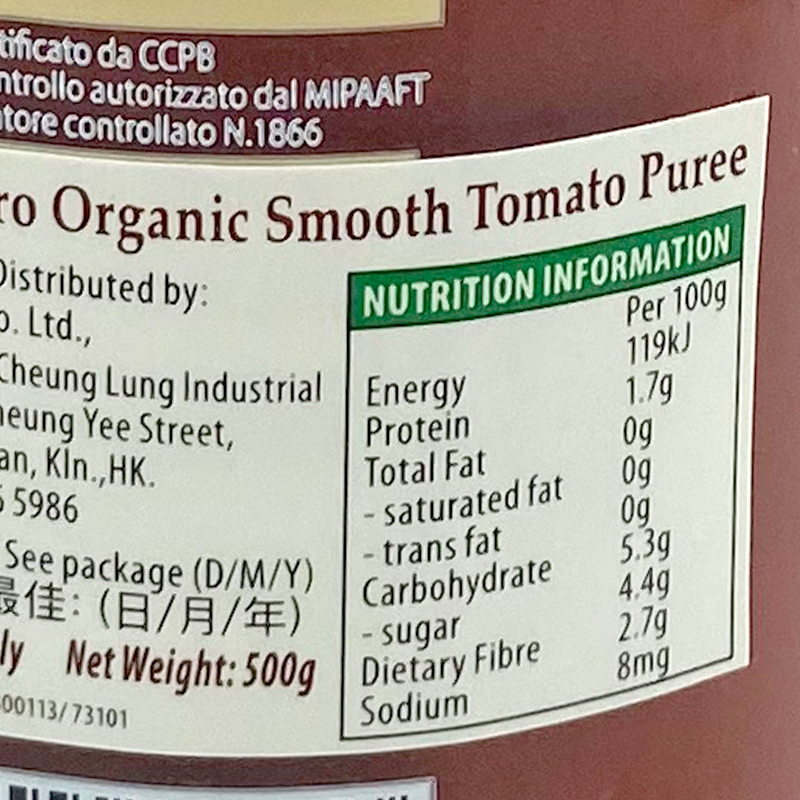 tificato da CCPB
ntrollo autorizzato dal MIPAAFT
tore controllato N.1866
ro Organic Smooth Tomato Puree
Distributed by:
o. Ltd.,
Cheung Lung Industrial
heung Yee Street,
an, Kln.,HK.
5986
See package (D/M/Y)
最佳:(日/月/年)
ly Net Weight: 500g
00113/73101
NUTRITION INFORMATION
Per 100g
Energy 119kJ
Protein 1.7g
Total Fat 0g
- saturated fat 0g
- trans fat 0g
Carbohydrate 5.3g
- sugar 4.4g
Dietary Fibre 2.7g
Sodium 8mg